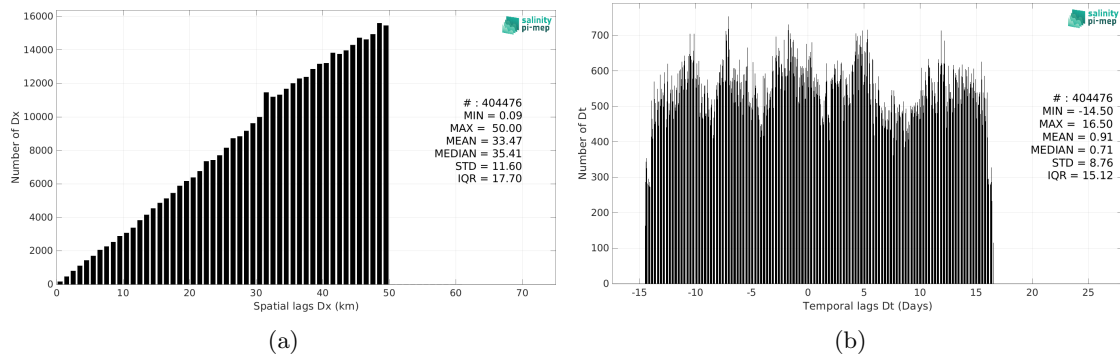 16000
14000
12000
10000
8000
6000
4000
2000
0
Number of Dx
0 10 20 30 40 50 60 70
Spatial lags Dx (km)
salinity
pi-mep
# : 404476
MIN = 0.09
MAX = 50.00
MEAN = 33.47
MEDIAN = 35.41
STD = 11.60
IQR = 17.70
(a)
700
600
500
400
300
200
100
0
Number of Dt
-15 -10 -5 0 5 10 15 20 25
Temporal lags Dt (Days)
salinity
pi-mep
# : 404476
MIN = -14.50
MAX = 16.50
MEAN = 0.91
MEDIAN = 0.71
STD = 8.76
IQR = 15.12
(b)